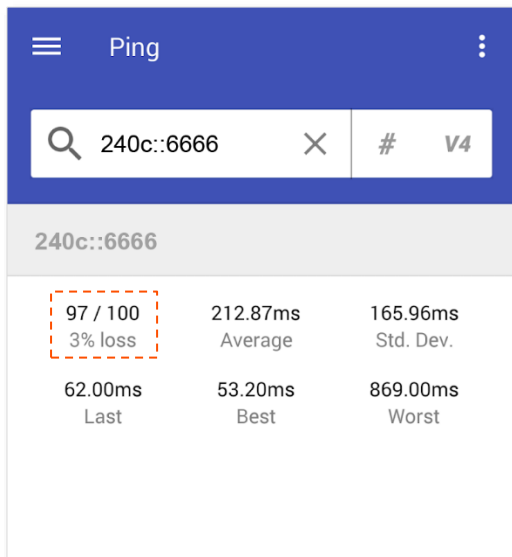 Ping
240c::6666 # V4
240c::6666
97 / 100 212.87ms 165.96ms
3% loss Average Std. Dev.
62.00ms 53.20ms 869.00ms
Last Best Worst